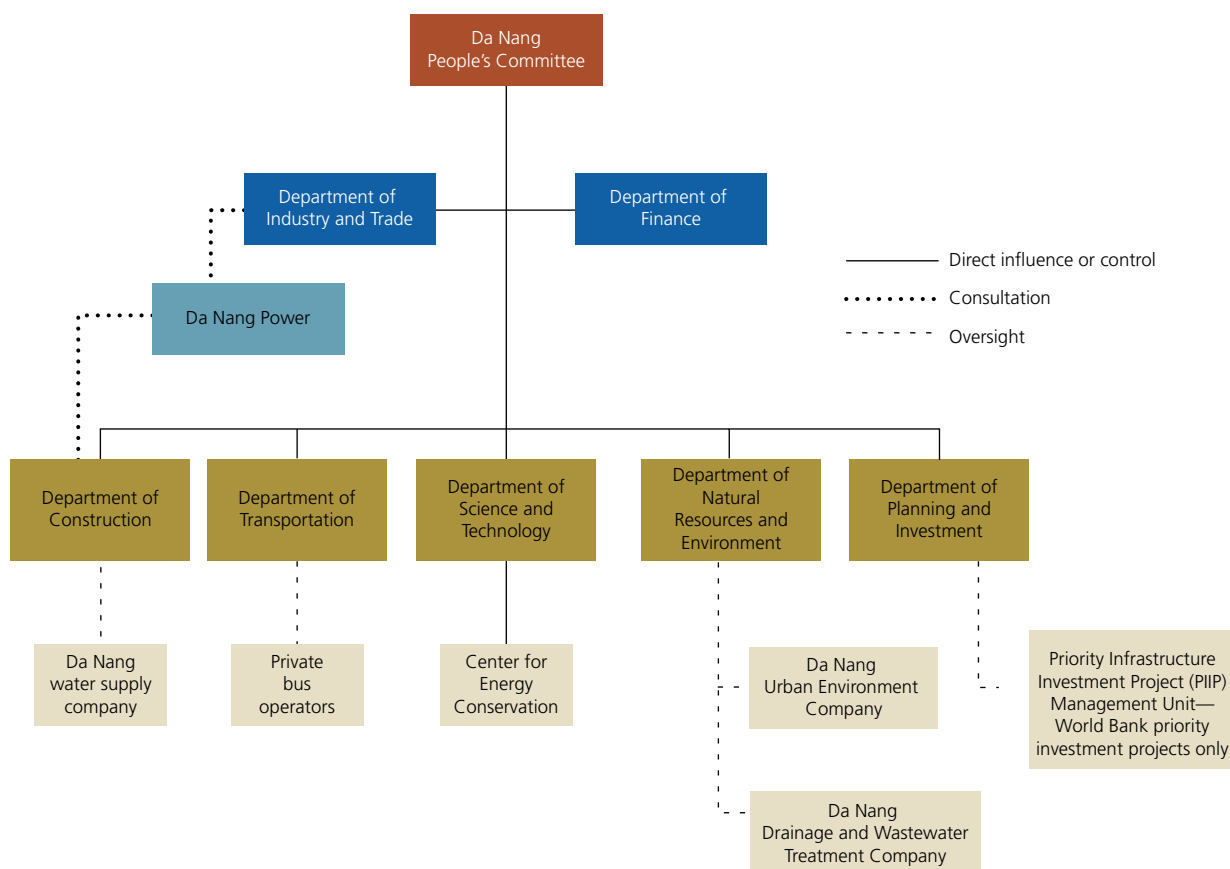 Da Nang
People’s Committee
Department of
Industry and Trade
Department of
Finance
Direct influence or control
Consultation
Oversight
Da Nang Power
Department of
Construction
Department of
Transportation
Department of
Science and
Technology
Department of
Natural
Resources and
Environment
Department of
Planning and
Investment
Da Nang
water supply
company
Private
bus
operators
Center for
Energy
Conservation
Da Nang
Urban Environment
Company
Priority Infrastructure
Investment Project (PIIP)
Management Unit—
World Bank priority
investment projects only
Da Nang
Drainage and Wastewater
Treatment Company